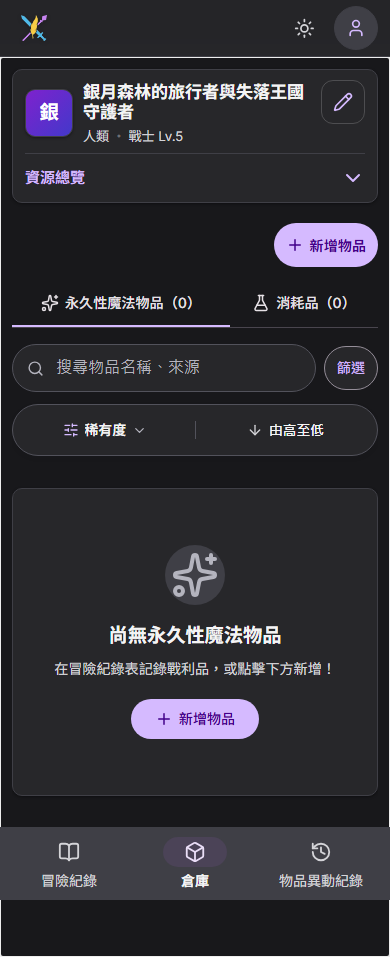 銀月森林的旅行者與失落王國
銀
守護者
人類 • 戰士 Lv.5
資源總覽
+ 新增物品
永久性魔法物品（0）
消耗品（0）
搜尋物品名稱、來源
篩選
稀有度
由高至低
尚無永久性魔法物品
在冒險紀錄表記錄戰利品，或點擊下方新增！
+ 新增物品
冒險紀錄
倉庫
物品異動紀錄